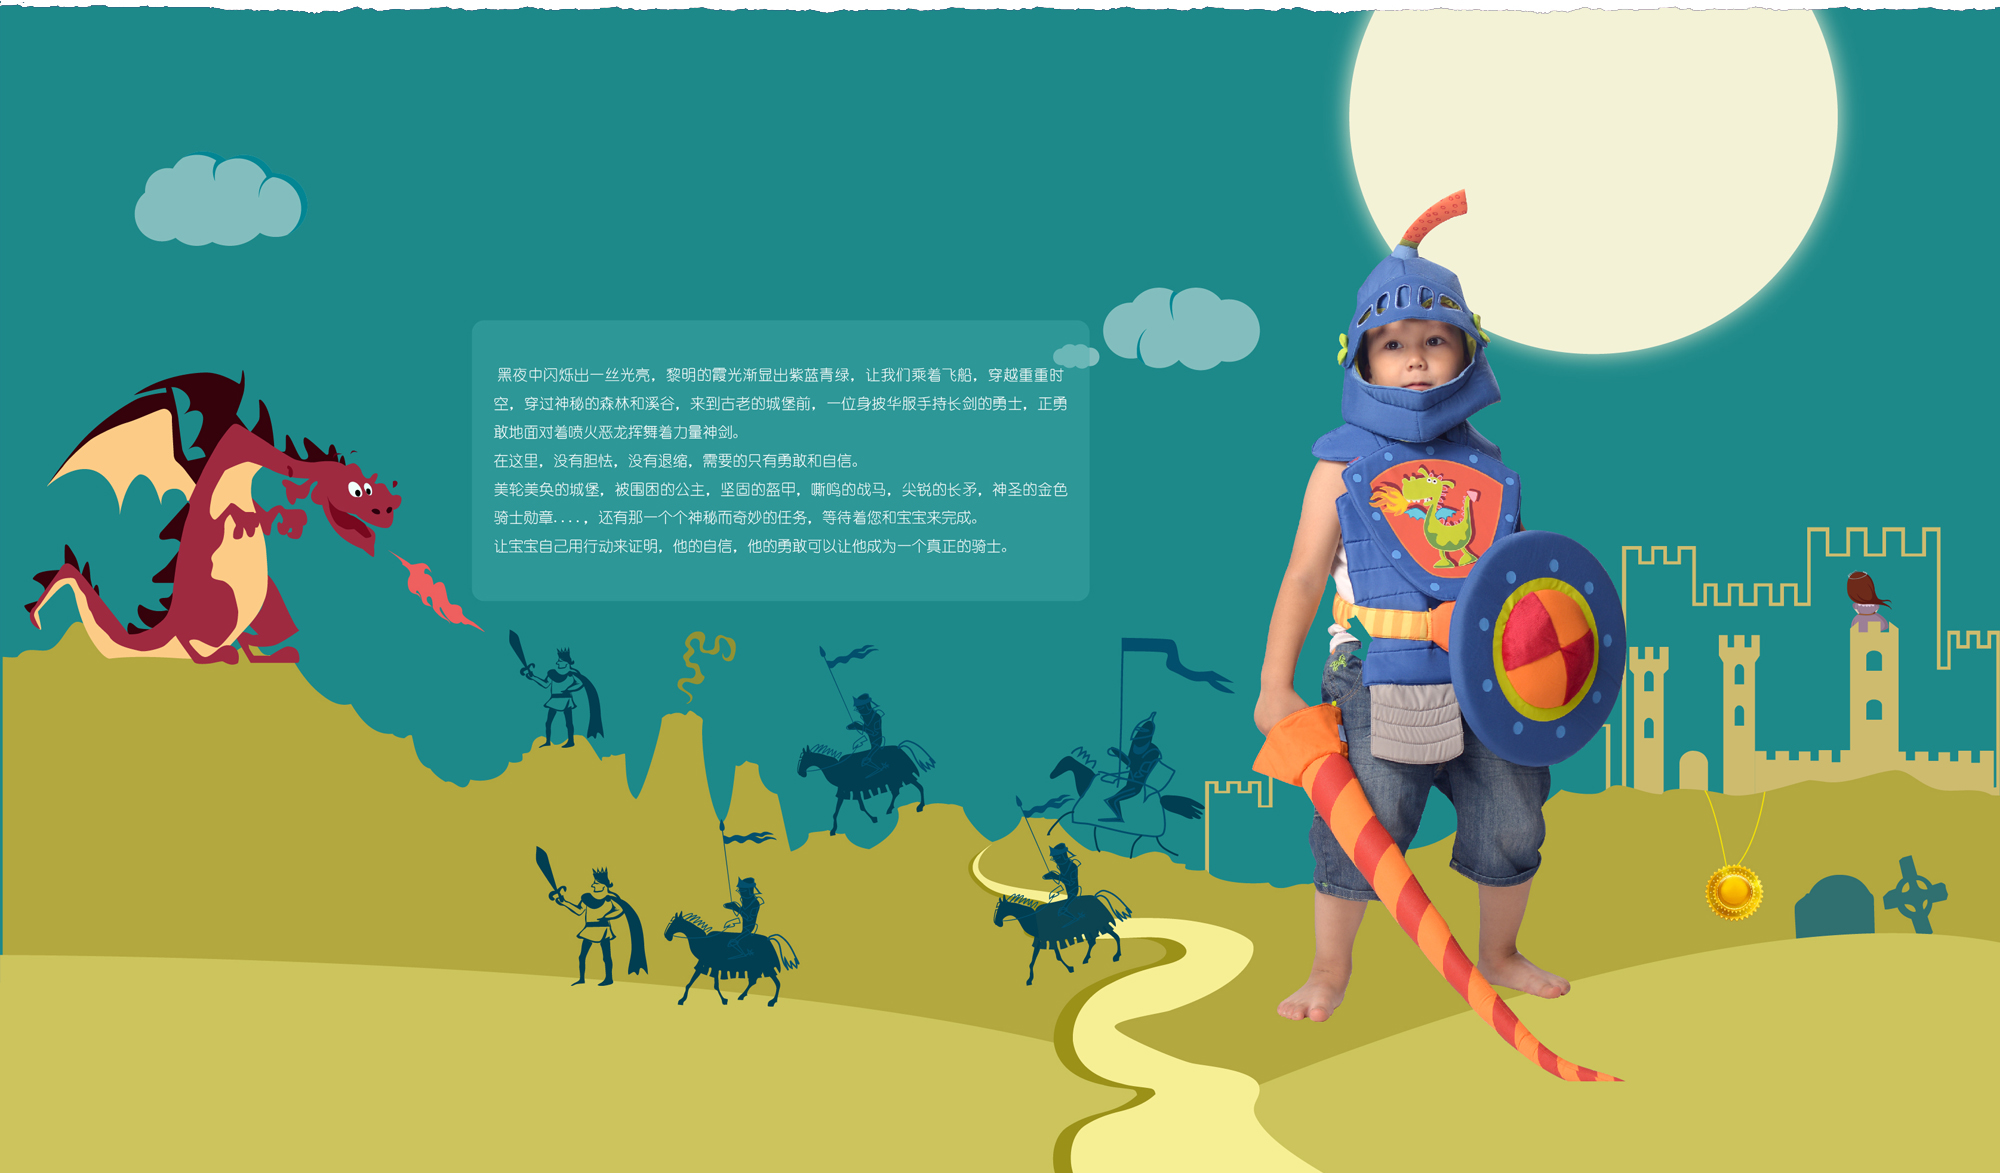 黑夜中闪烁出一丝光亮，黎明的霞光渐显出紫蓝青绿，让我们乘着飞船，穿越重重时
空，穿过神秘的森林和溪谷，来到古老的城堡前，一位身披华服手持长剑的勇士，正勇
敢地面对着喷火恶龙挥舞着力量神剑。
在这里，没有胆怯，没有退缩，需要的只有勇敢和自信。
美轮美奂的城堡，被围困的公主，坚固的盔甲，嘶鸣的战马，尖锐的长矛，神圣的金色
骑士勋章....，还有那一个个神秘而奇妙的任务，等待着您和宝宝来完成。
让宝宝自己用行动来证明，他的自信，他的勇敢可以让他成为一个真正的骑士。